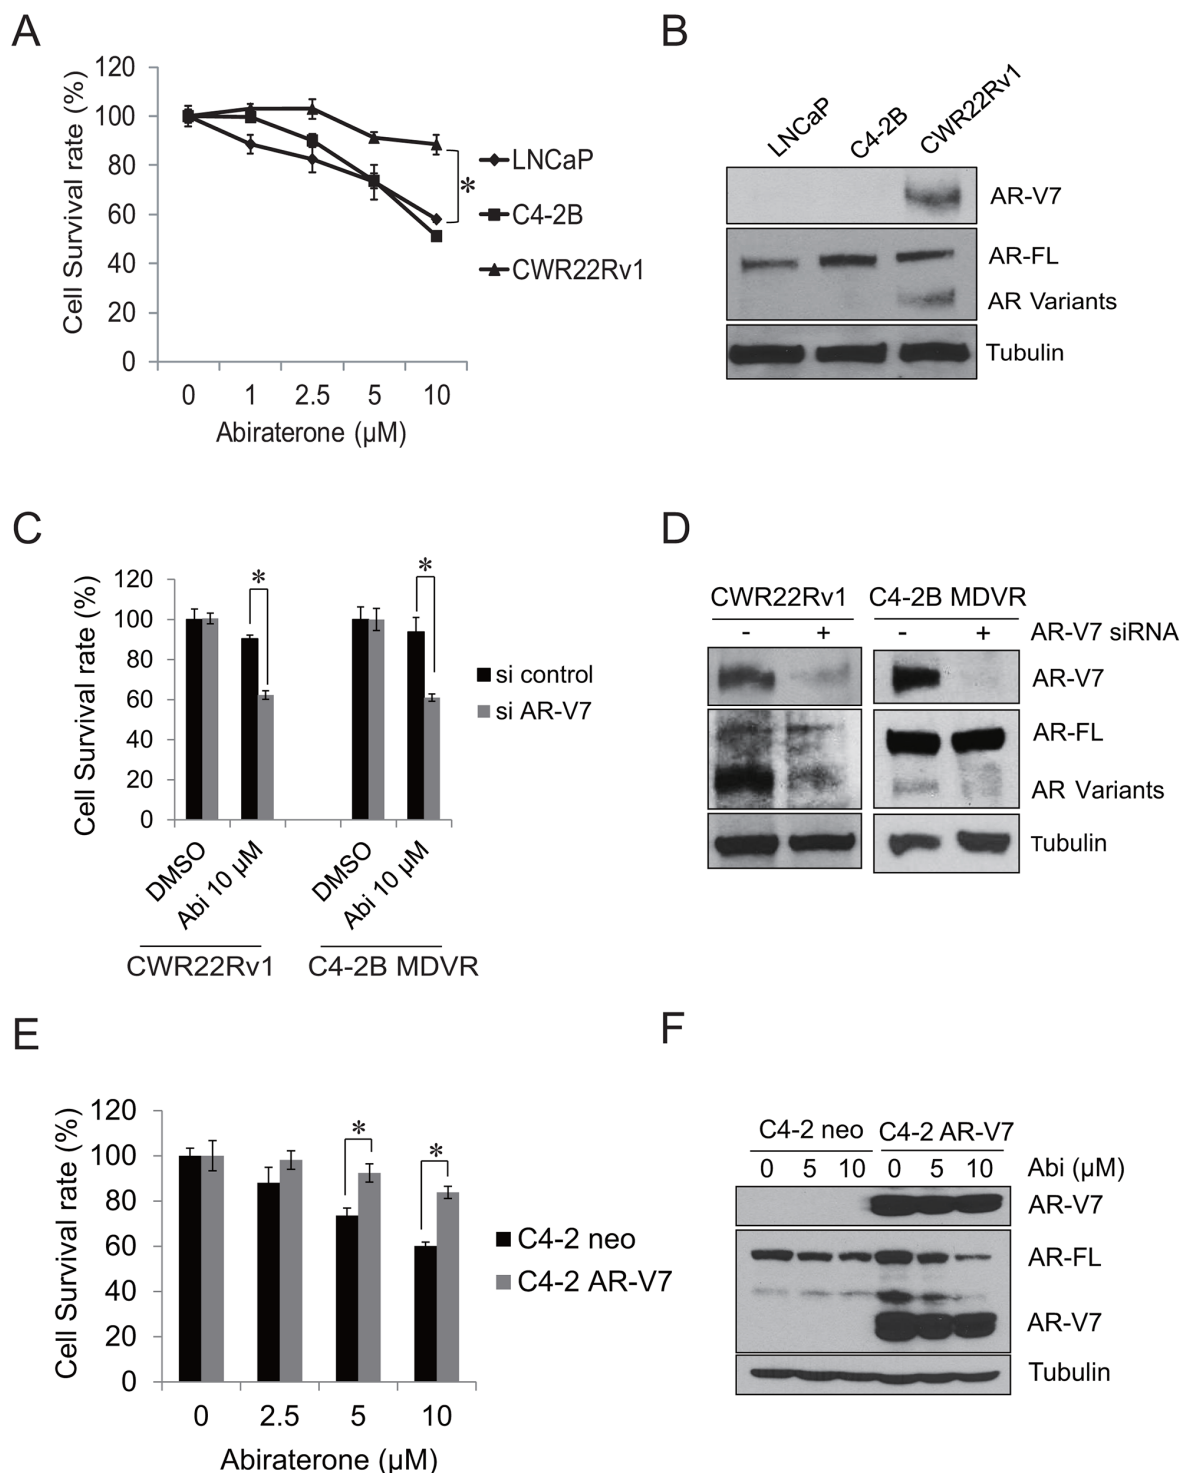 A
120
100
80
60
40
20
0
Cell Survival rate (%)
0 1 2.5 5 10
Abiraterone (µM)
*
LNCaP
C4-2B
CWR22Rv1
B
LNCaP C4-2B CWR22Rv1
AR-V7
AR-FL
AR Variants
Tubulin
C
120
100
80
60
40
20
0
Cell Survival rate (%)
* *
si control
si AR-V7
DMSO Abi 10 µM DMSO Abi 10 µM
CWR22Rv1 C4-2B MDVR
D
CWR22Rv1 C4-2B MDVR
- + - + AR-V7 siRNA
AR-V7
AR-FL
AR Variants
Tubulin
E
120
100
80
60
40
20
0
Cell Survival rate (%)
* *
C4-2 neo
C4-2 AR-V7
0 2.5 5 10
Abiraterone (µM)
F
C4-2 neo C4-2 AR-V7
0 5 10 0 5 10 Abi (µM)
AR-V7
AR-FL
AR-V7
Tubulin